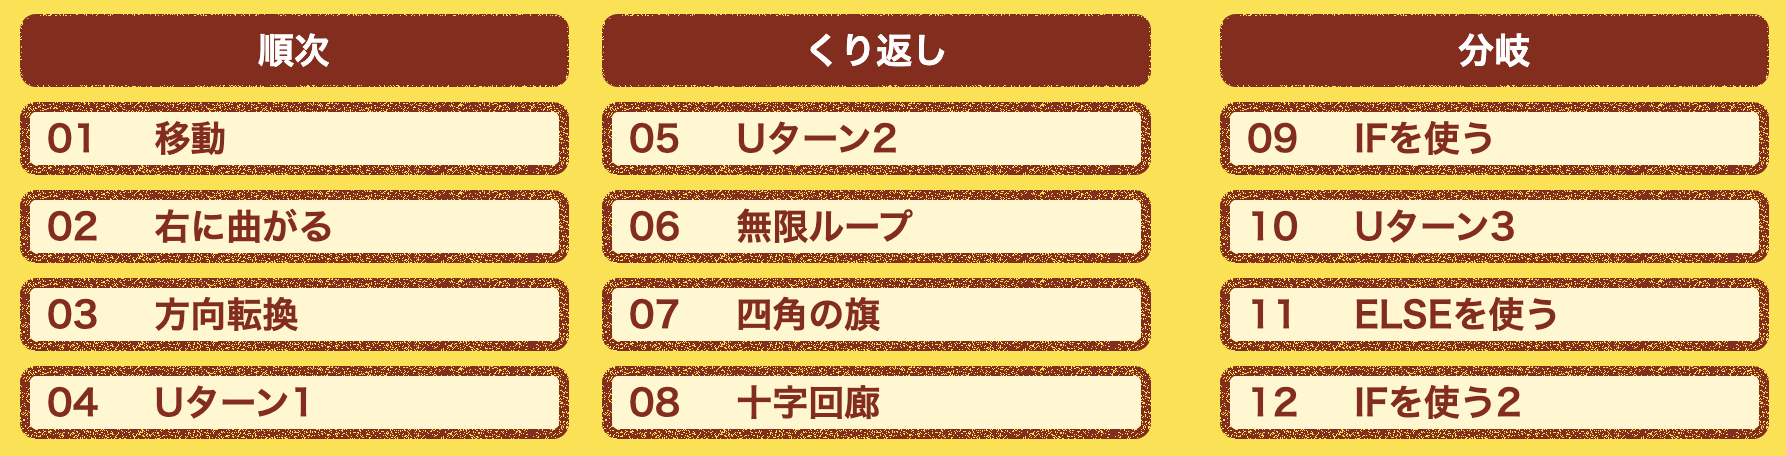 順次
01 移動
02 右に曲がる
03 方向転換
04 Uターン1
くり返し
05 Uターン2
06 無限ループ
07 四角の旗
08 十字回廊
分岐
09 IFを使う
10 Uターン3
11 ELSEを使う
12 IFを使う2